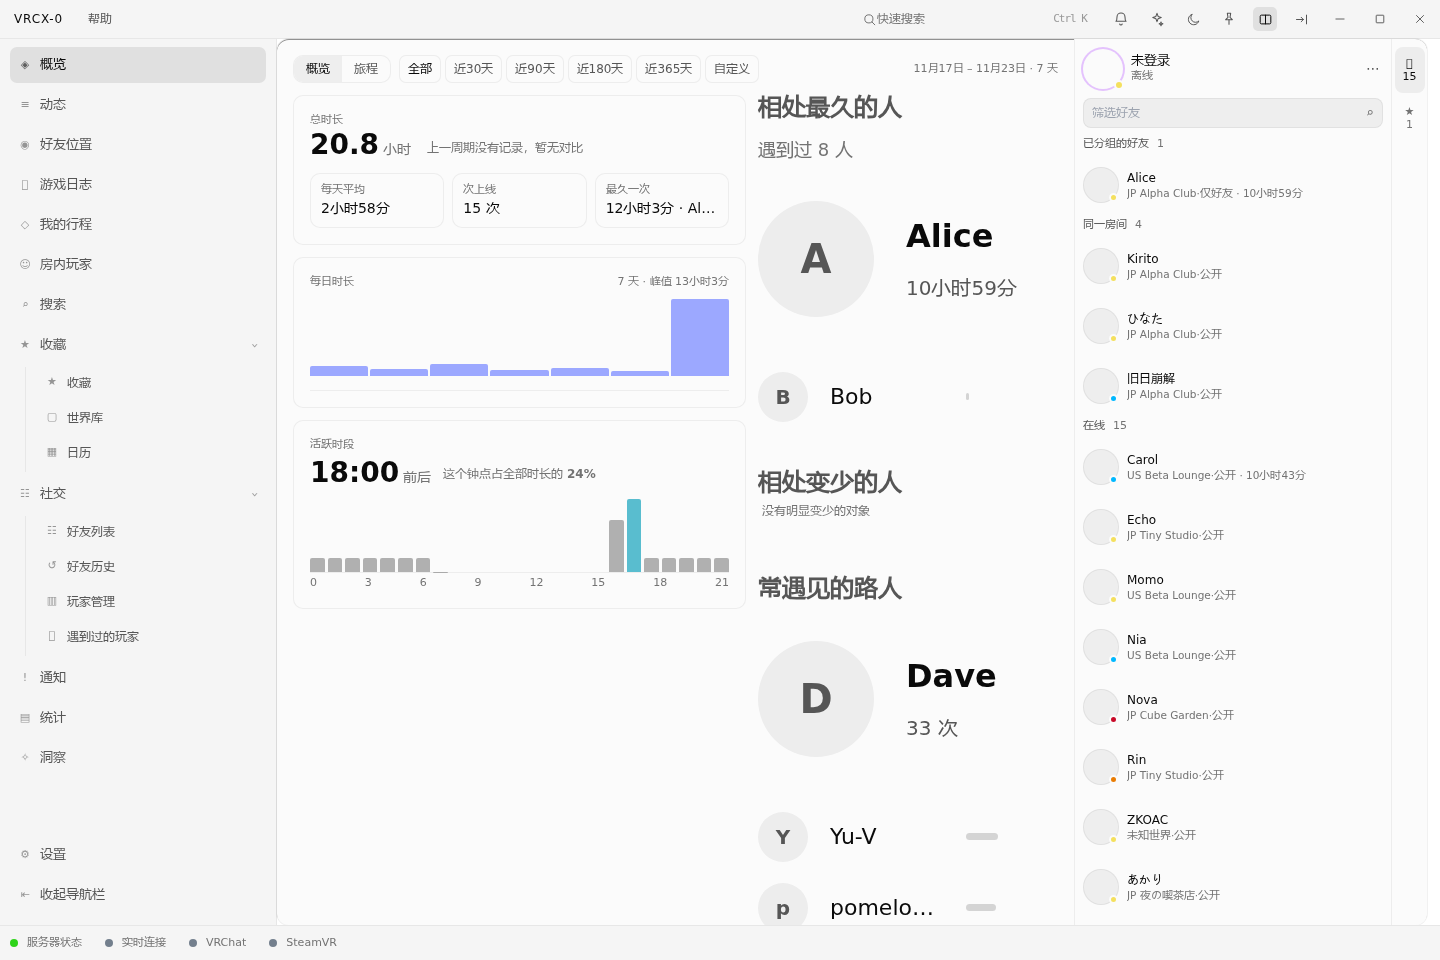 VRCX-0
帮助
快速搜索
Ctrl K
概览
动态
好友位置
游戏日志
我的行程
房内玩家
搜索
收藏
收藏
世界库
日历
社交
好友列表
好友历史
玩家管理
遇到过的玩家
通知
统计
洞察
设置
收起导航栏
概览 旅程 全部 近30天 近90天 近180天 近365天 自定义
11月17日 – 11月23日 · 7 天
总时长
20.8 小时 上一周期没有记录，暂无对比
每天平均
2小时58分
次上线
15 次
最久一次
12小时3分 · Al…
每日时长
7 天 · 峰值 13小时3分
活跃时段
18:00 前后 这个钟点占全部时长的 24%
0 3 6 9 12 15 18 21
相处最久的人
遇到过 8 人
A
Alice
10小时59分
B
Bob
相处变少的人
没有明显变少的对象
常遇见的路人
D
Dave
33 次
Y
Yu-V
p
pomelo…
未登录
离线
筛选好友
已分组的好友 1
Alice
JP Alpha Club·仅好友 · 10小时59分
同一房间 4
Kirito
JP Alpha Club·公开
ひなた
JP Alpha Club·公开
旧日崩解
JP Alpha Club·公开
在线 15
Carol
US Beta Lounge·公开 · 10小时43分
Echo
JP Tiny Studio·公开
Momo
US Beta Lounge·公开
Nia
US Beta Lounge·公开
Nova
JP Cube Garden·公开
Rin
JP Tiny Studio·公开
ZKOAC
未知世界·公开
あかり
JP 夜の喫茶店·公开
15
1
服务器状态
实时连接
VRChat
SteamVR